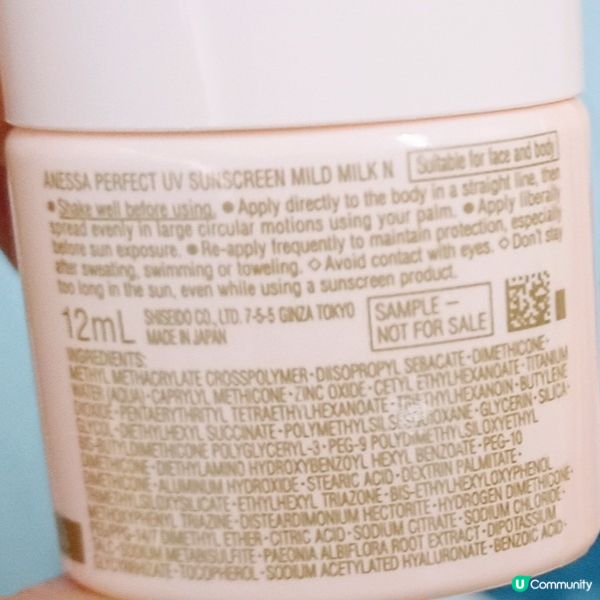 ANESSA PERFECT UV SUNSCREEN MILD MILK N Suitable for face and body
•Shake well before using. •Apply directly to the body in a straight line, then
spread evenly in large circular motions using your palm. •Apply liberally
before sun exposure. •Re-apply frequently to maintain protection, especially
after sweating, swimming or toweling. ◇Avoid contact with eyes. ◇Don't stay
too long in the sun, even while using a sunscreen product.
12mL SHISEIDO CO., LTD. 7-5-5 GINZA TOKYO
MADE IN JAPAN
SAMPLE –
NOT FOR SALE
INGREDIENTS:
METHYL METHACRYLATE CROSSPOLYMER·DIISOPROPYL SEBACATE·DIMETHICONE·
WATER (AQUA)·CAPRYLYL METHICONE·ZINC OXIDE·CETYL ETHYLHEXANOATE·TITANIUM
DIOXIDE·PENTAERYTHRITYL TETRAETHYLHEXANOATE·TRIETHYLHEXANOIN·BUTYLENE
GLYCOL·DIETHYLHEXYL SUCCINATE·GLYCERIN·SILICA·
POLYGLYCERYL-3·PEG-9 POLYDIMETHYLSILOXYETHYL
DIMETHICONE·DIETHYLAMINO HYDROXYBENZOYL HEXYL BENZOATE·PEG-10
DIMETHICONE·ALUMINUM HYDROXIDE·STEARIC ACID·DEXTRIN PALMITATE·
ETHYLHEXYL TRIAZONE·BIS-ETHYLHEXYLOXYPHENOL
TRIAZINE·DISTEARDIMONIUM HECTORITE·HYDROGEN DIMETHICONE·
DIMETHYL ETHER·CITRIC ACID·SODIUM CITRATE·SODIUM CHLORIDE·
SODIUM METABISULFITE·PAEONIA ALBIFLORA ROOT EXTRACT·DIPOTASSIUM
GLYCYRRHIZATE·TOCOPHEROL·SODIUM ACETYLATED HYALURONATE·BENZOIC ACID·
U Community